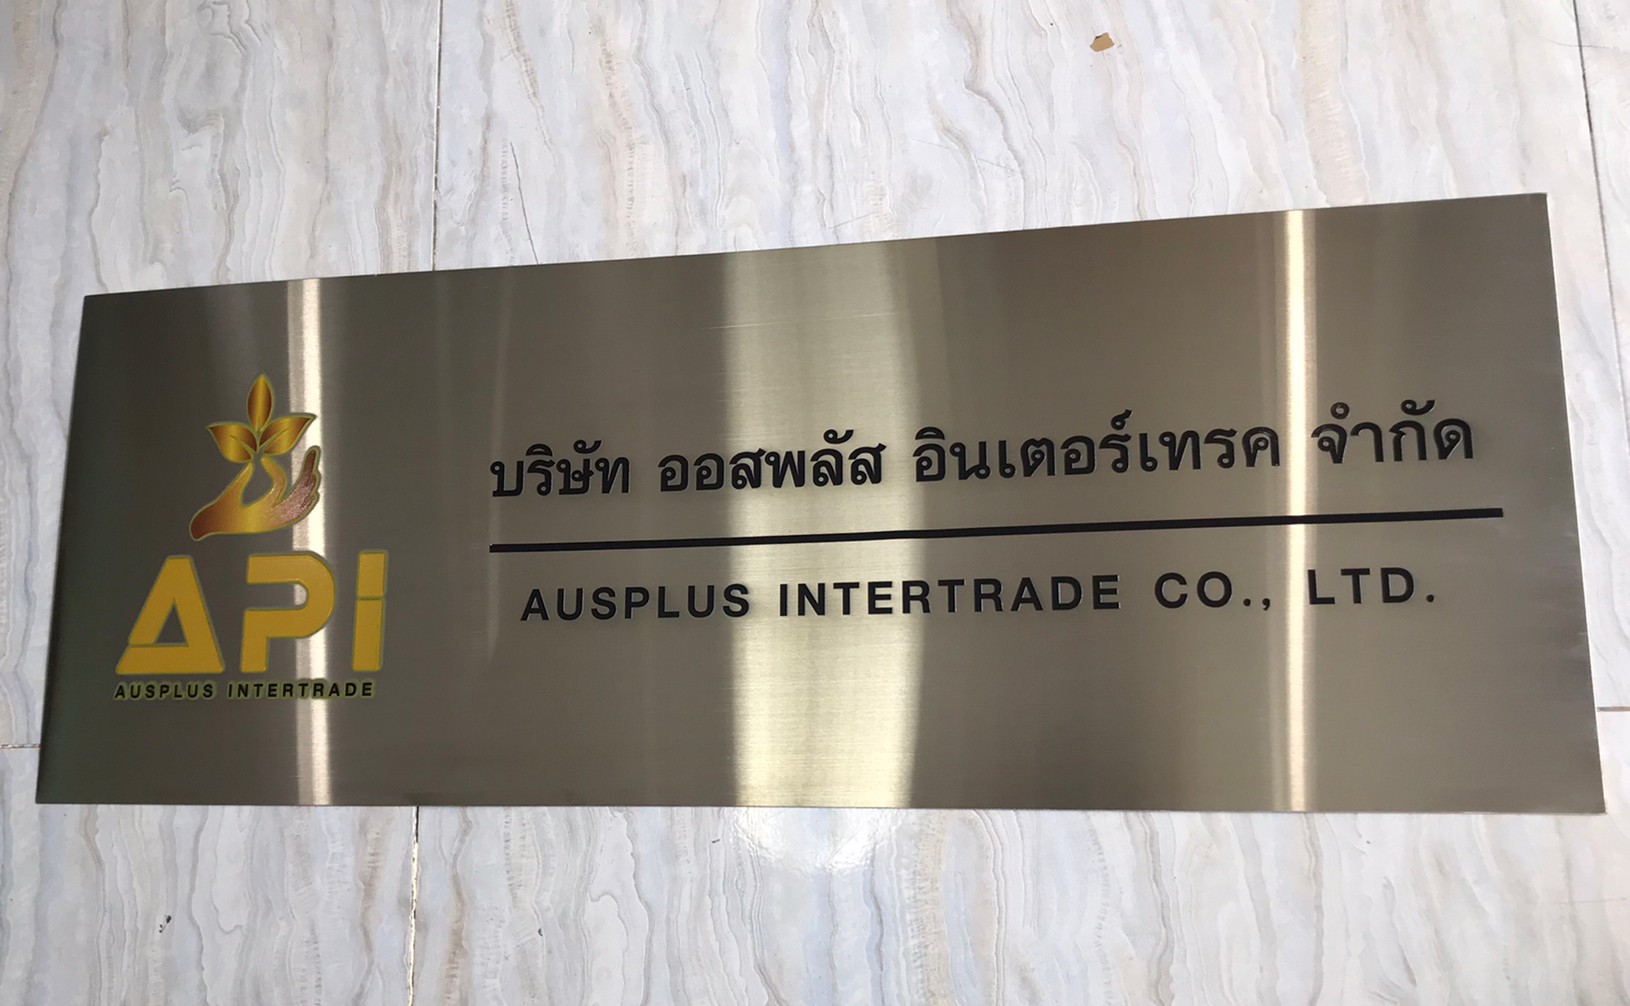 API
AUSPLUS INTERTRADE
บริษัท ออสพลัส อินเตอร์เทรค จำกัด
AUSPLUS INTERTRADE CO., LTD.